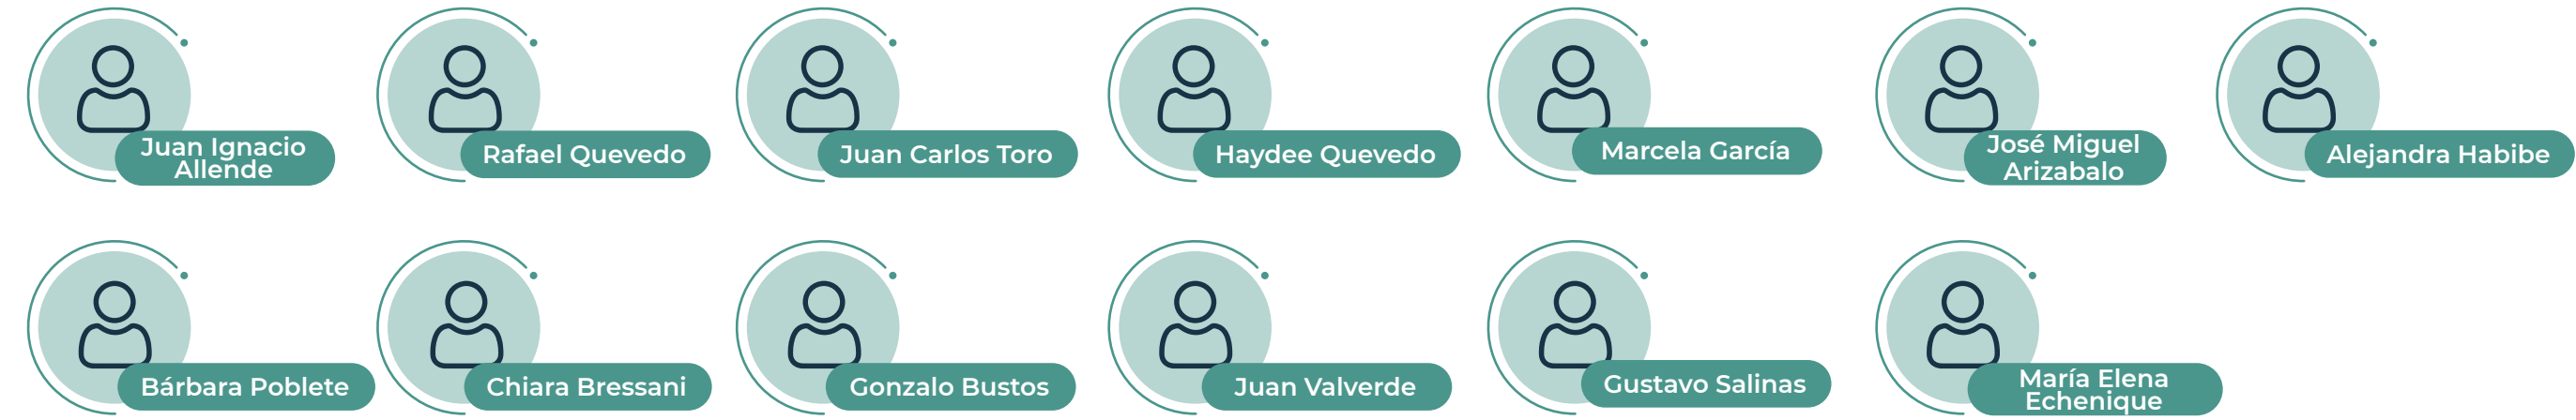 Juan Ignacio
Allende
Rafael Quevedo
Juan Carlos Toro
Haydee Quevedo
Marcela García
José Miguel
Arizabalo
Alejandra Habibe
Bárbara Poblete
Chiara Bressani
Gonzalo Bustos
Juan Valverde
Gustavo Salinas
María Elena
Echenique